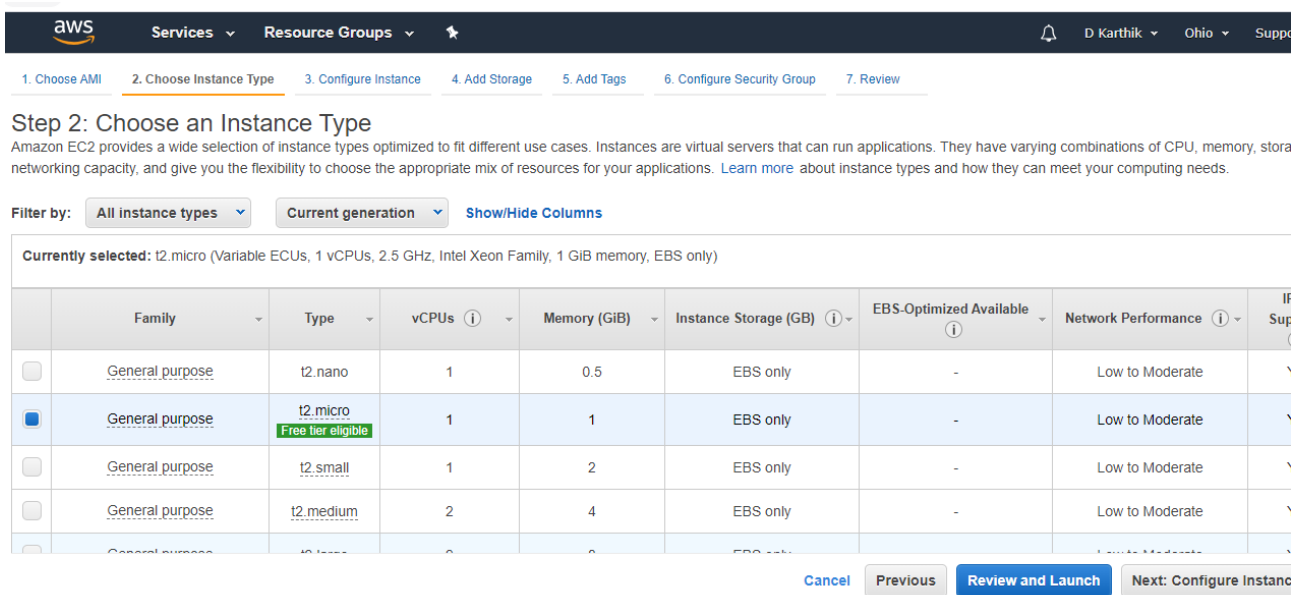 aws Services Resource Groups D Karthik Ohio Suppo
1. Choose AMI 2. Choose Instance Type 3. Configure Instance 4. Add Storage 5. Add Tags 6. Configure Security Group 7. Review
Step 2: Choose an Instance Type
Amazon EC2 provides a wide selection of instance types optimized to fit different use cases. Instances are virtual servers that can run applications. They have varying combinations of CPU, memory, stora
networking capacity, and give you the flexibility to choose the appropriate mix of resources for your applications. Learn more about instance types and how they can meet your computing needs.
Filter by: All instance types Current generation Show/Hide Columns
Currently selected: t2.micro (Variable ECUs, 1 vCPUs, 2.5 GHz, Intel Xeon Family, 1 GiB memory, EBS only)
Family Type vCPUs Memory (GiB) Instance Storage (GB) EBS-Optimized Available Network Performance IP
Sup
General purpose t2.nano 1 0.5 EBS only - Low to Moderate
General purpose t2.micro 1 1 EBS only - Low to Moderate
Free tier eligible
General purpose t2.small 1 2 EBS only - Low to Moderate
General purpose t2.medium 2 4 EBS only - Low to Moderate
Cancel Previous Review and Launch Next: Configure Instanc